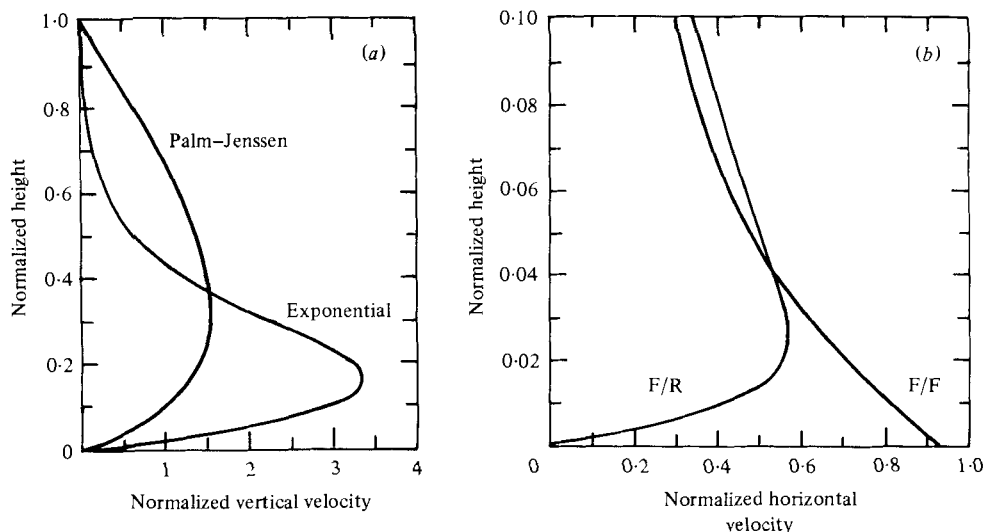 1·0
0·8
0·6
0·4
0·2
0
1
2
3
4
Normalized height
Normalized vertical velocity
(a)
Palm–Jenssen
Exponential
0·10
0·08
0·06
0·04
0·02
0
0·2
0·4
0·6
0·8
1·0
Normalized height
Normalized horizontal
velocity
(b)
F/R
F/F